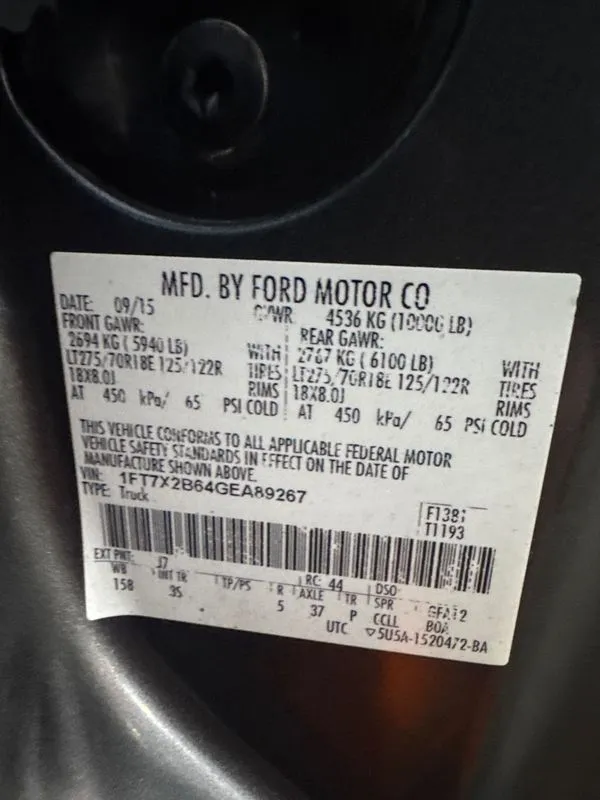 MFD. BY FORD MOTOR CO
DATE: 09/15 GVWR 4536 KG (10000 LB)
FRONT GAWR: REAR GAWR:
2694 KG ( 5940 LB) WITH 2767 KG ( 6100 LB) WITH
LT275/70R18E 125/122R TIRES LT275/70R18E 125/122R TIRES
18X8.0J RIMS 18X8.0J RIMS
AT 450 kPa/ 65 PSI COLD AT 450 kPa/ 65 PSI COLD
THIS VEHICLE CONFORMS TO ALL APPLICABLE FEDERAL MOTOR
VEHICLE SAFETY STANDARDS IN EFFECT ON THE DATE OF
MANUFACTURE SHOWN ABOVE.
VIN: 1FT7X2B64GEA89267
TYPE: Truck
F1381
T1193
EXT PNT: J7 RC: 44 DSO:
WB INT TR TP/PS R AXLE TR SPR
158 3S 5 37 P CCLL BOA
UTC ▽5U5A-1520472-BA